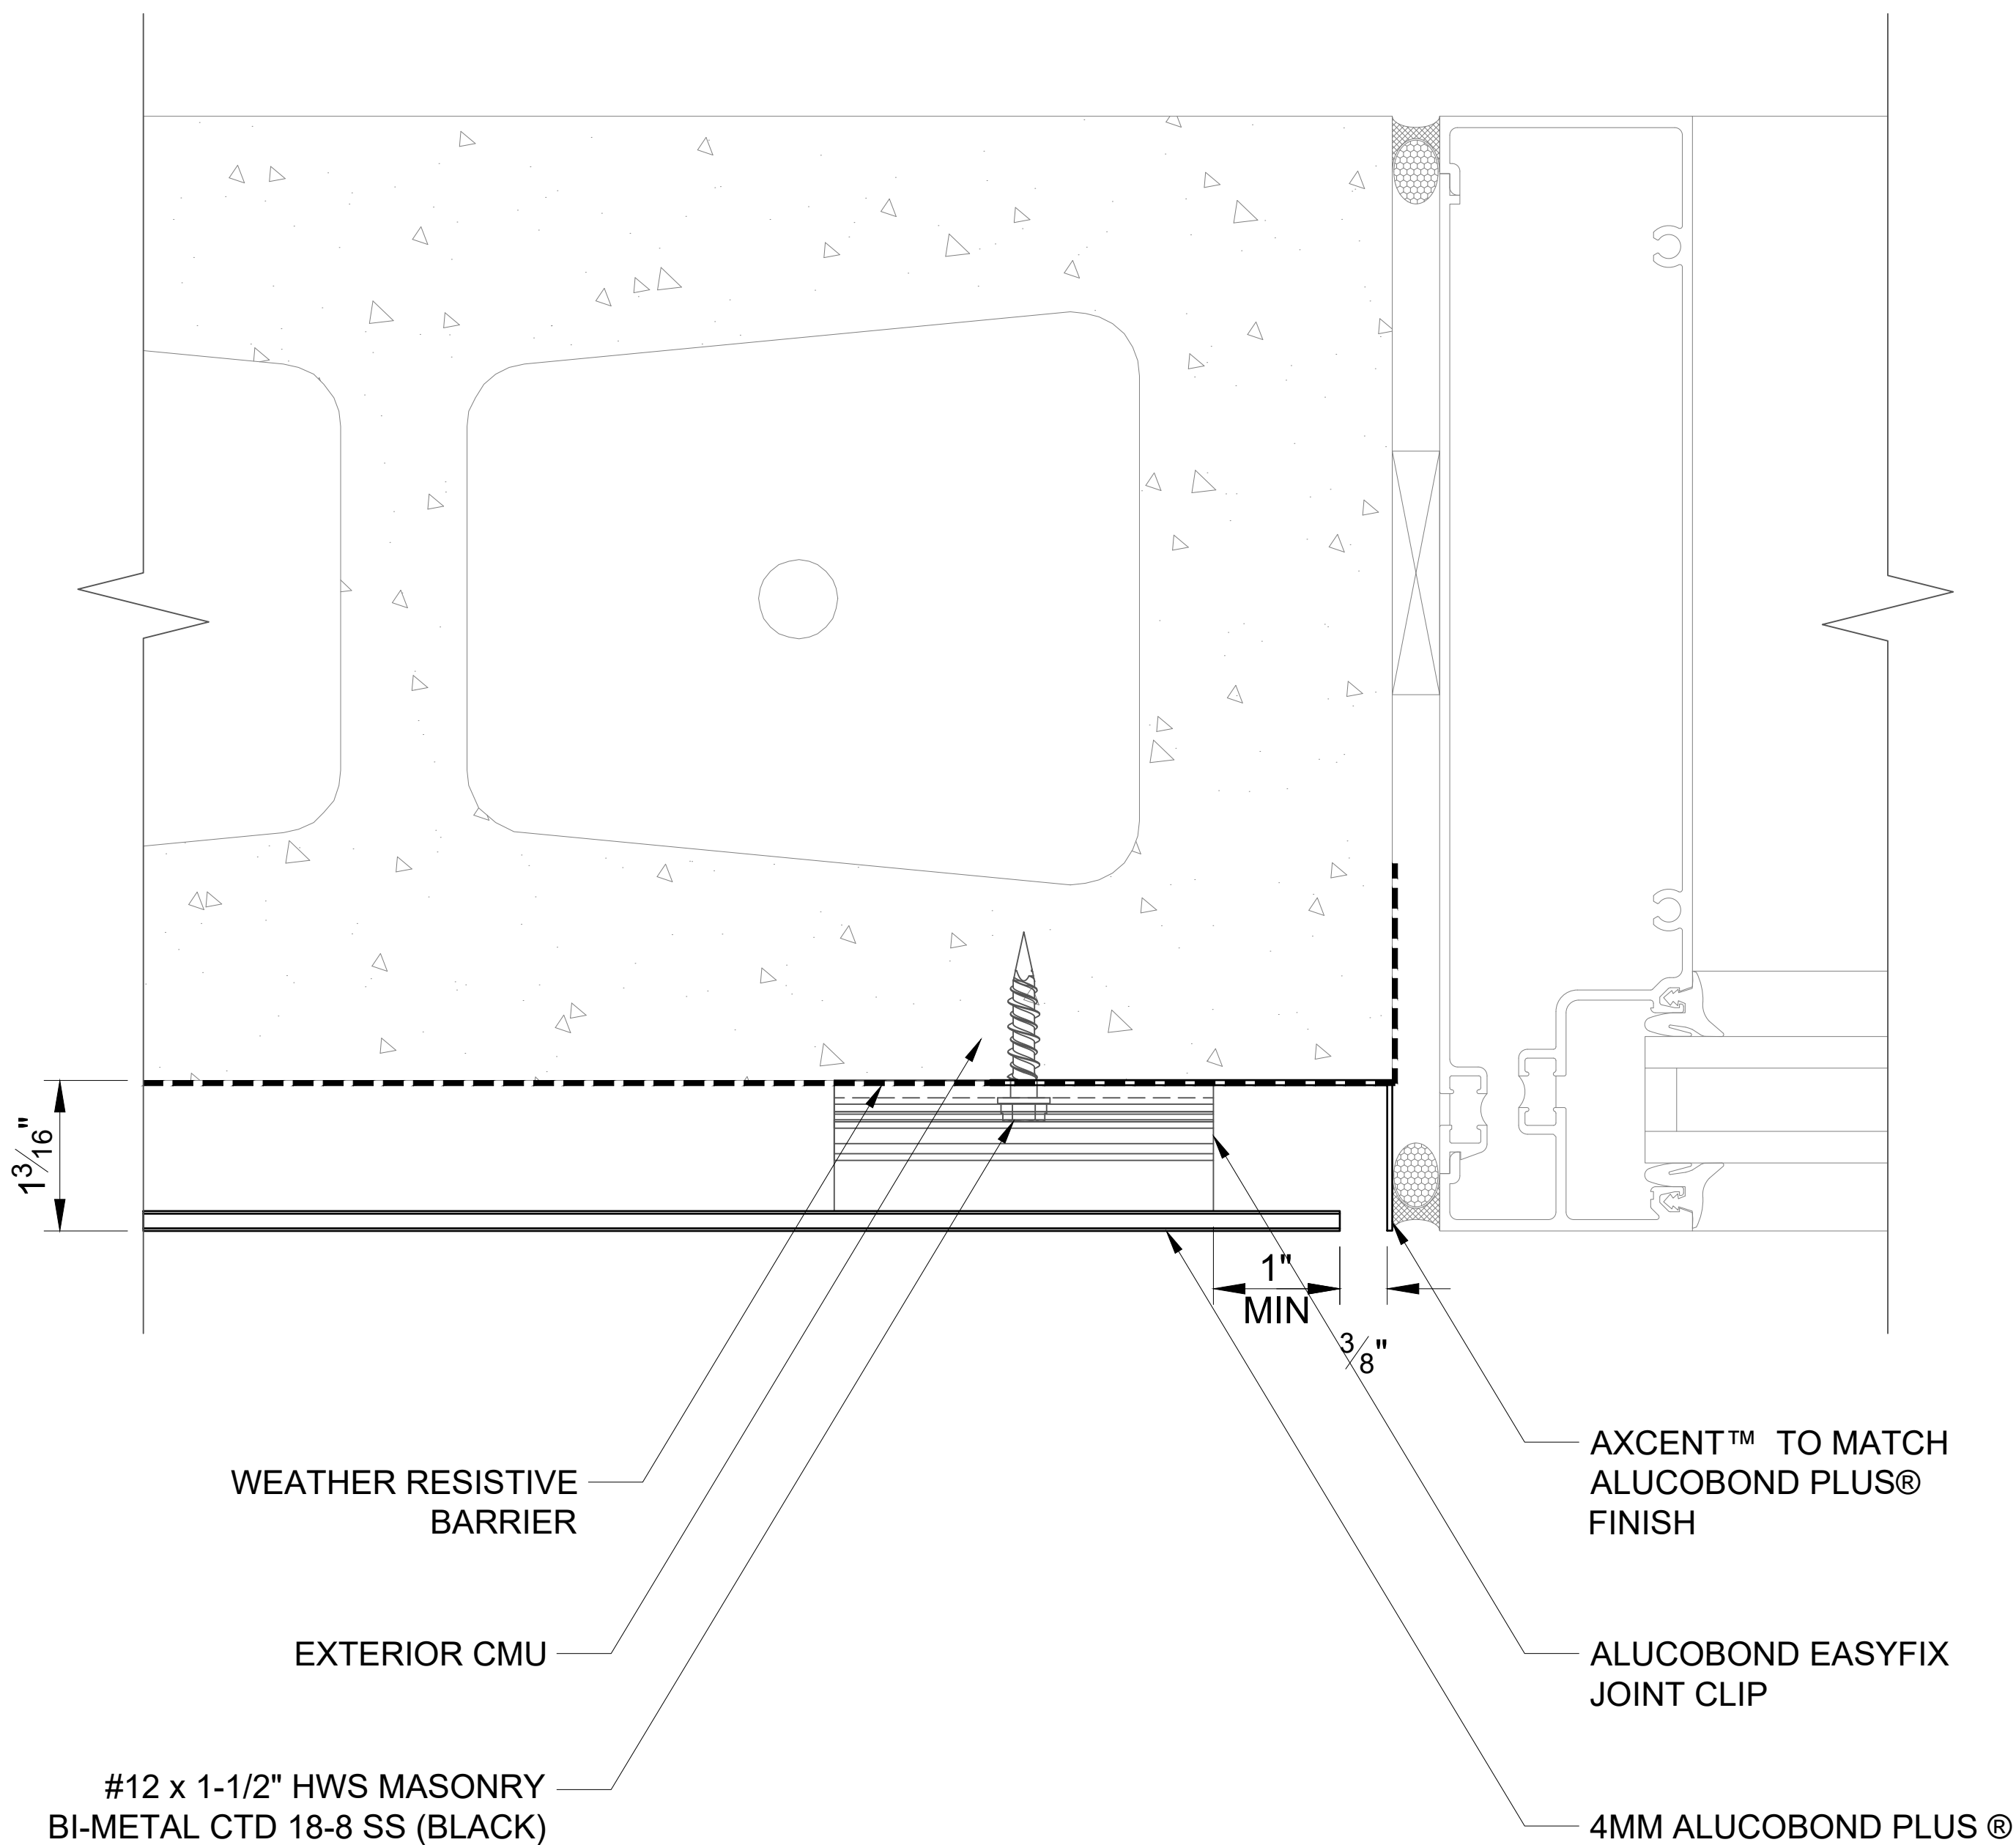 1 3/16"
1"
MIN
3/8"
WEATHER RESISTIVE
BARRIER
EXTERIOR CMU
#12 x 1-1/2" HWS MASONRY
BI-METAL CTD 18-8 SS (BLACK)
AXCENT™ TO MATCH
ALUCOBOND PLUS®
FINISH
ALUCOBOND EASYFIX
JOINT CLIP
4MM ALUCOBOND PLUS ®